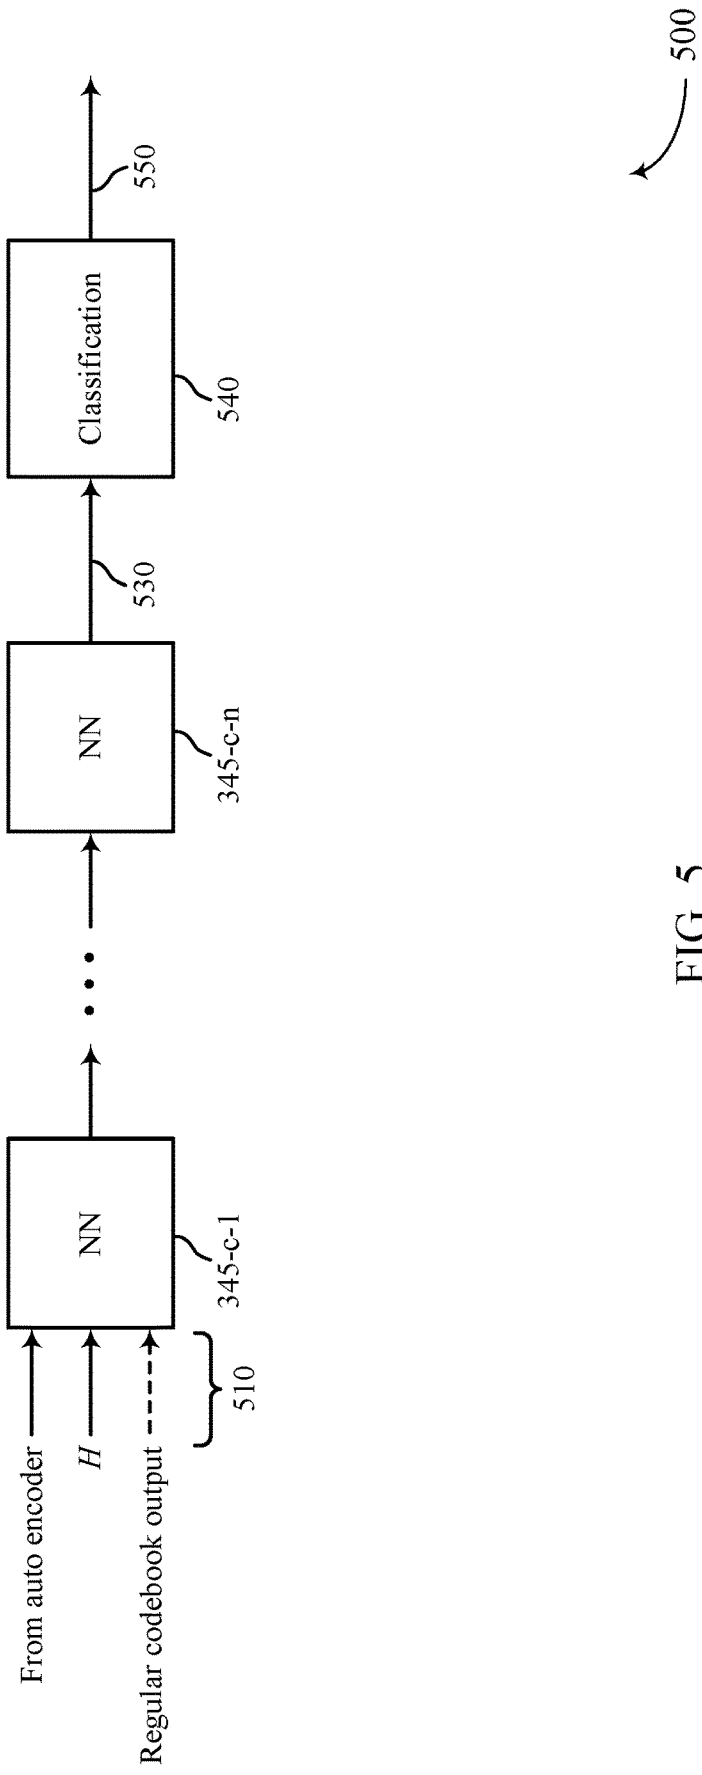 From auto encoder
H
Regular codebook output
510
NN
345-c-1
NN
345-c-n
530
Classification
540
550
500
FIG. 5